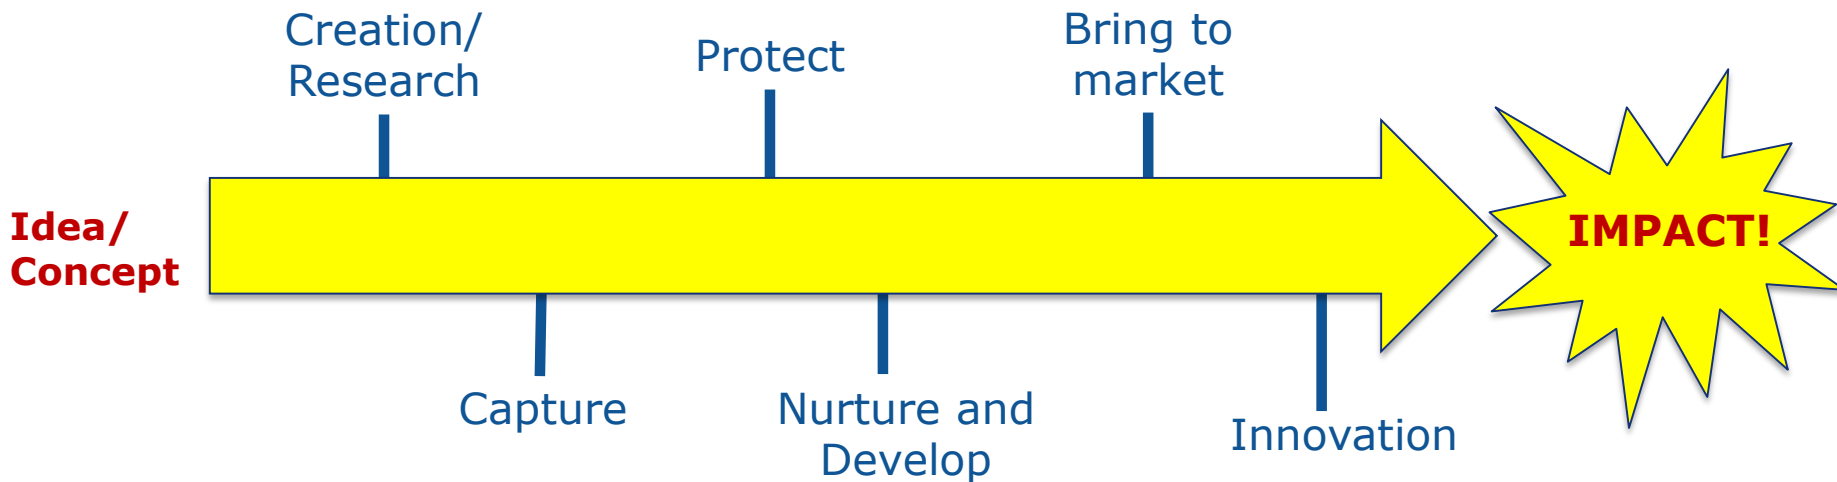 Creation/
Research
Protect
Bring to
market
Idea/
Concept
IMPACT!
Capture
Nurture and
Develop
Innovation